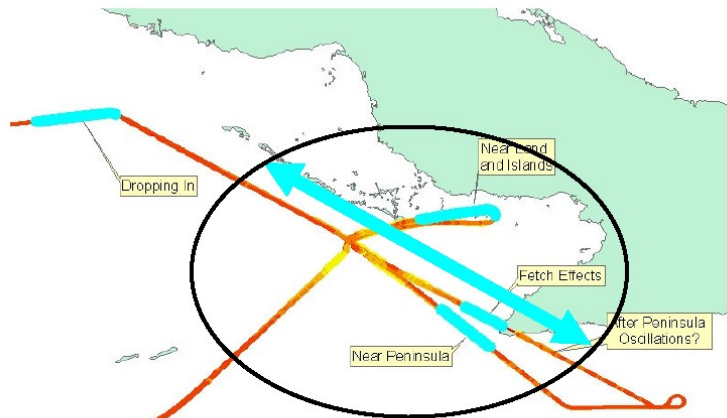 Near Land
and Islands
Dropping In
Fetch Effects
After Peninsula
Oscillations?
Near Peninsula